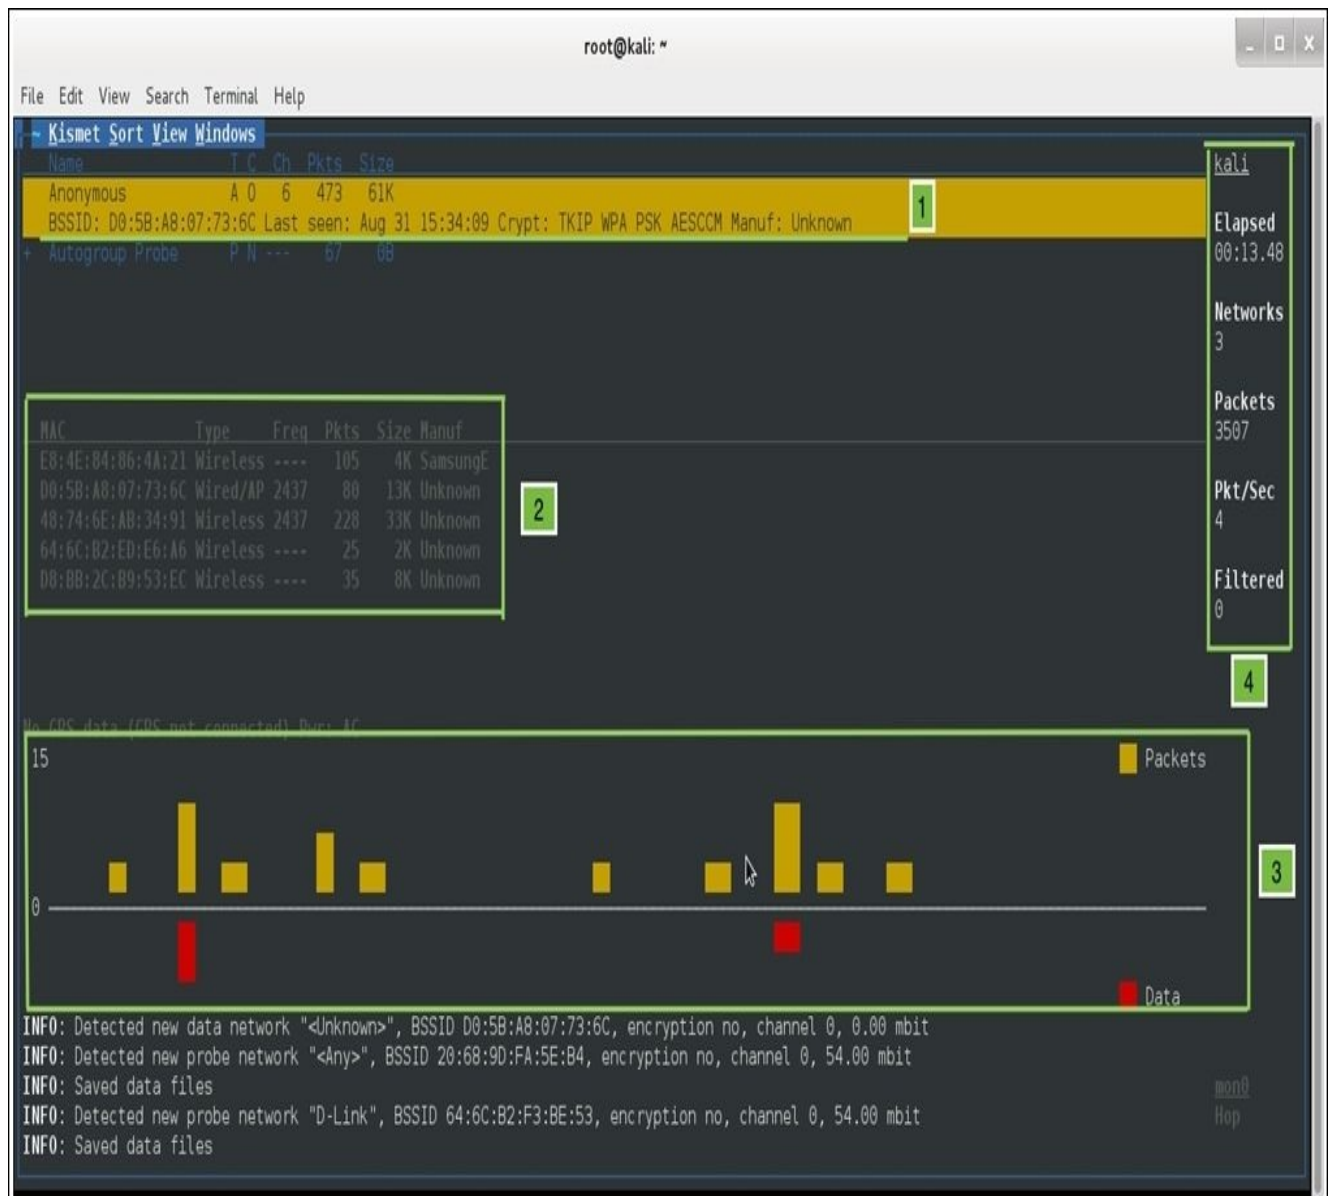 root@kali: ~
File Edit View Search Terminal Help
~ Kismet Sort View Windows
Name T C Ch Pkts Size
Anonymous A O 6 473 61K
BSSID: D0:5B:A8:07:73:6C Last seen: Aug 31 15:34:09 Crypt: TKIP WPA PSK AESCCM Manuf: Unknown
1
+ Autogroup Probe P N --- 67 0B
kali
Elapsed
00:13.48
Networks
3
Packets
3507
Pkt/Sec
4
Filtered
0
4
MAC Type Freq Pkts Size Manuf
E8:4E:84:86:4A:21 Wireless ---- 105 4K SamsungE
D0:5B:A8:07:73:6C Wired/AP 2437 80 13K Unknown
48:74:6E:AB:34:91 Wireless 2437 228 33K Unknown
64:6C:B2:ED:E6:A6 Wireless ---- 25 2K Unknown
D8:BB:2C:B9:53:EC Wireless ---- 35 8K Unknown
2
No GPS data (GPS not connected) Pwr: AC
15
Packets
0
3
Data
INFO: Detected new data network "<Unknown>", BSSID D0:5B:A8:07:73:6C, encryption no, channel 0, 0.00 mbit
INFO: Detected new probe network "<Any>", BSSID 20:68:9D:FA:5E:B4, encryption no, channel 0, 54.00 mbit
INFO: Saved data files
INFO: Detected new probe network "D-Link", BSSID 64:6C:B2:F3:BE:53, encryption no, channel 0, 54.00 mbit
INFO: Saved data files
mon0
Hop